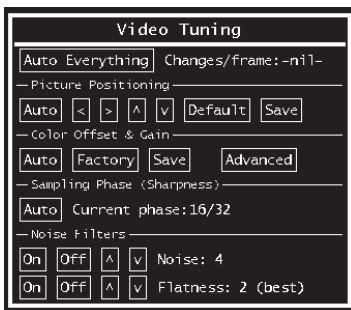 Video Tuning
Auto Everything Changes/frame:-nil-
Picture Positioning
Auto < > ^ v Default Save
Color Offset & Gain
Auto Factory Save Advanced
Sampling Phase (Sharpness)
Auto Current phase:16/32
Noise Filters
On Off ^ v Noise: 4
On Off ^ v Flatness: 2 (best)